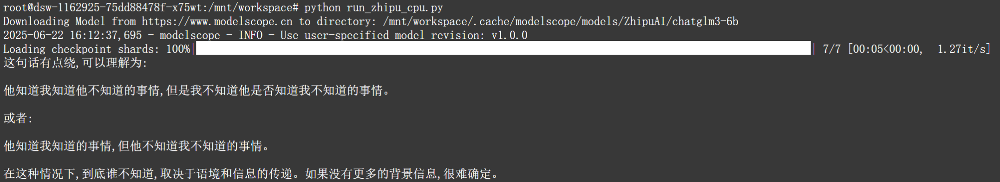 root@dsw-1162925-75dd88478f-x75wt:/mnt/workspace# python run_zhipu_cpu.py
Downloading Model from https://www.modelscope.cn to directory: /mnt/workspace/.cache/modelscope/models/ZhipuAI/chatglm3-6b
2025-06-22 16:12:37,695 - modelscope - INFO - Use user-specified model revision: v1.0.0
Loading checkpoint shards: 100%| | 7/7 [00:05<00:00, 1.27it/s]
这句话有点绕,可以理解为:
他知道我知道他不知道的事情,但是我不知道他是否知道我不知道的事情。
或者:
他知道我知道的事情,但他不知道我不知道的事情。
在这种情况下,到底谁不知道,取决于语境和信息的传递。如果没有更多的背景信息,很难确定。